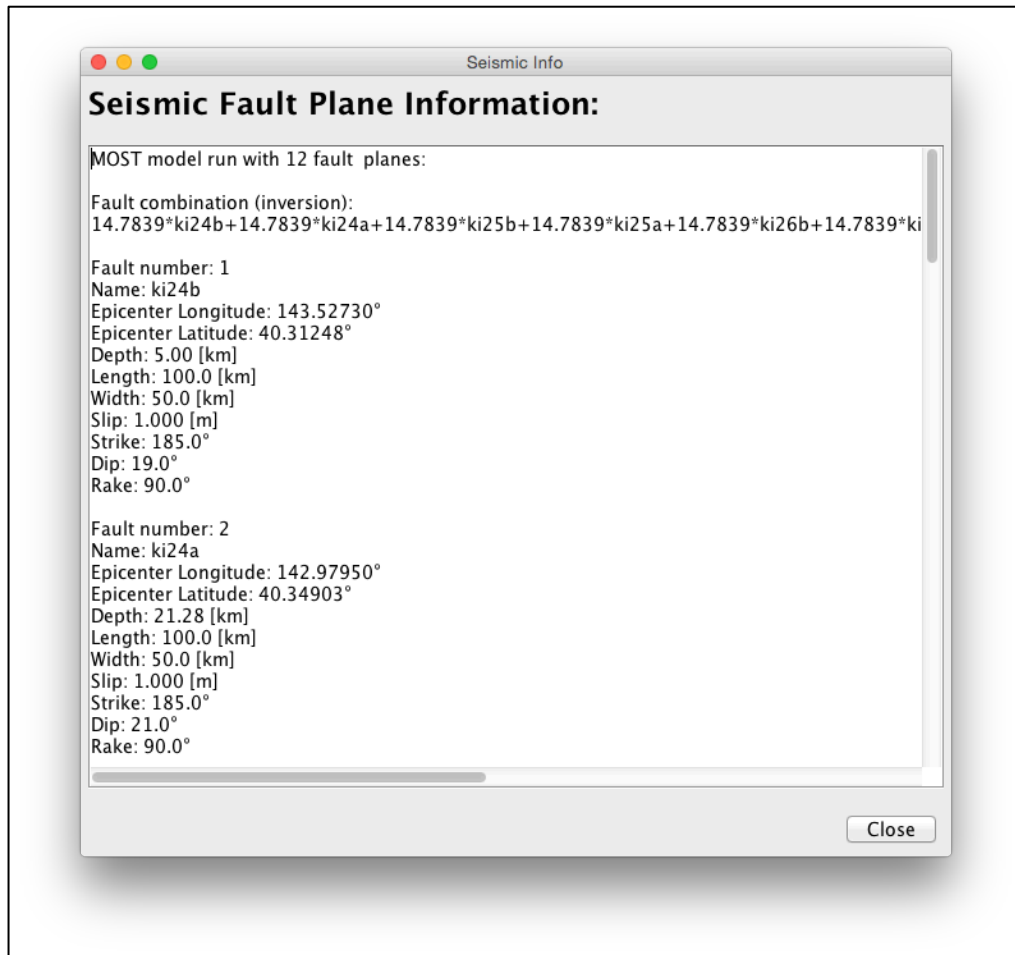 Seismic Info
Seismic Fault Plane Information:
MOST model run with 12 fault  planes:
Fault combination (inversion):
14.7839*ki24b+14.7839*ki24a+14.7839*ki25b+14.7839*ki25a+14.7839*ki26b+14.7839*ki
Fault number: 1
Name: ki24b
Epicenter Longitude: 143.52730°
Epicenter Latitude: 40.31248°
Depth: 5.00 [km]
Length: 100.0 [km]
Width: 50.0 [km]
Slip: 1.000 [m]
Strike: 185.0°
Dip: 19.0°
Rake: 90.0°
Fault number: 2
Name: ki24a
Epicenter Longitude: 142.97950°
Epicenter Latitude: 40.34903°
Depth: 21.28 [km]
Length: 100.0 [km]
Width: 50.0 [km]
Slip: 1.000 [m]
Strike: 185.0°
Dip: 21.0°
Rake: 90.0°
Close